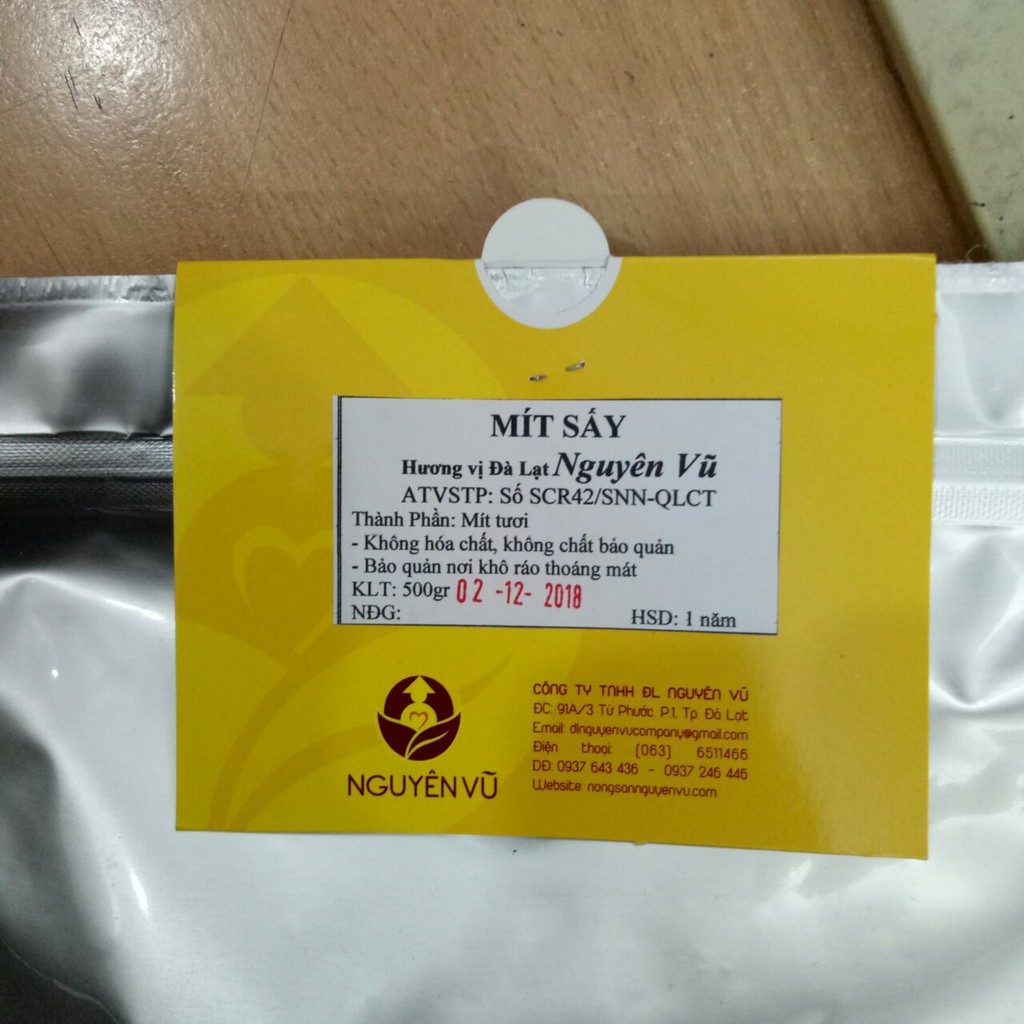 MÍT SẤY
Hương vị Đà Lạt Nguyên Vũ
ATVSTP: Số SCR42/SNN-QLCT
Thành Phần: Mít tươi
- Không hóa chất, không chất bảo quản
- Bảo quản nơi khô ráo thoáng mát
KLT: 500gr 02 -12- 2018
NĐG: HSD: 1 năm
NGUYÊN VŨ
CÔNG TY TNHH ĐL NGUYÊN VŨ
ĐC: 91A/3 Từ Phước, P.1, Tp. Đà Lạt
Email: dlnguyenvucompany@gmail.com
Điện thoại: (063) 6511466
DĐ: 0937 643 436 - 0937 246 446
Website: nongsannguyenvu.com